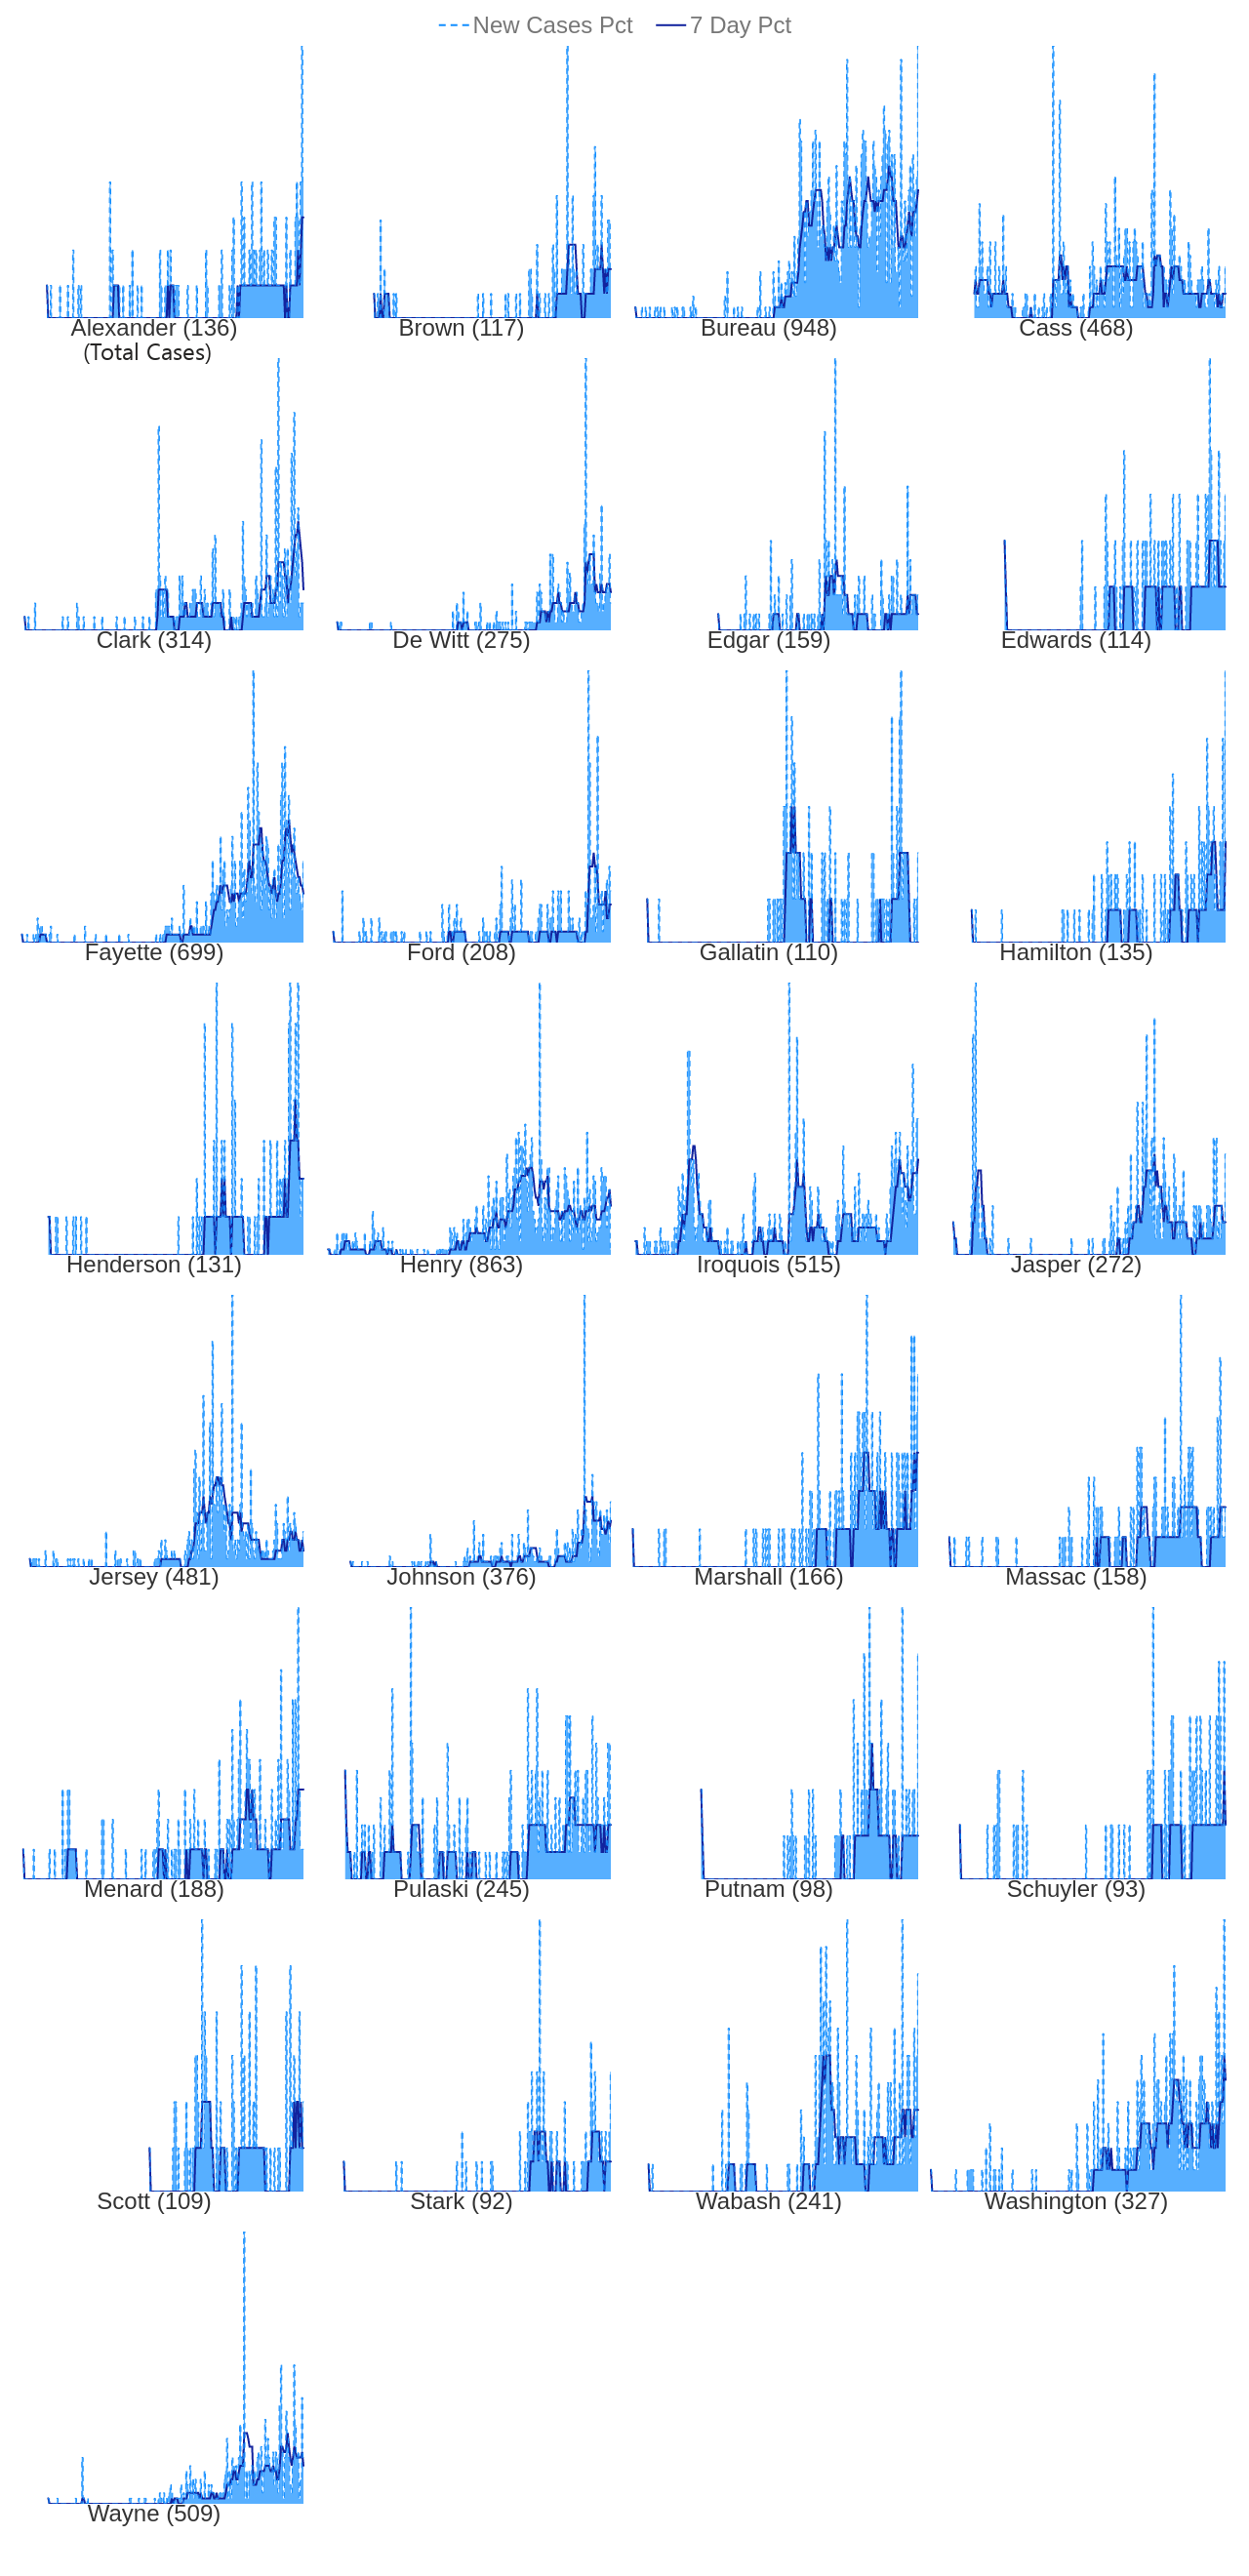 New Cases Pct 7 Day Pct
Alexander (136) Brown (117) Bureau (948) Cass (468)
(Total Cases)
Clark (314) De Witt (275) Edgar (159) Edwards (114)
Fayette (699) Ford (208) Gallatin (110) Hamilton (135)
Henderson (131) Henry (863) Iroquois (515) Jasper (272)
Jersey (481) Johnson (376) Marshall (166) Massac (158)
Menard (188) Pulaski (245) Putnam (98) Schuyler (93)
Scott (109) Stark (92) Wabash (241) Washington (327)
Wayne (509)